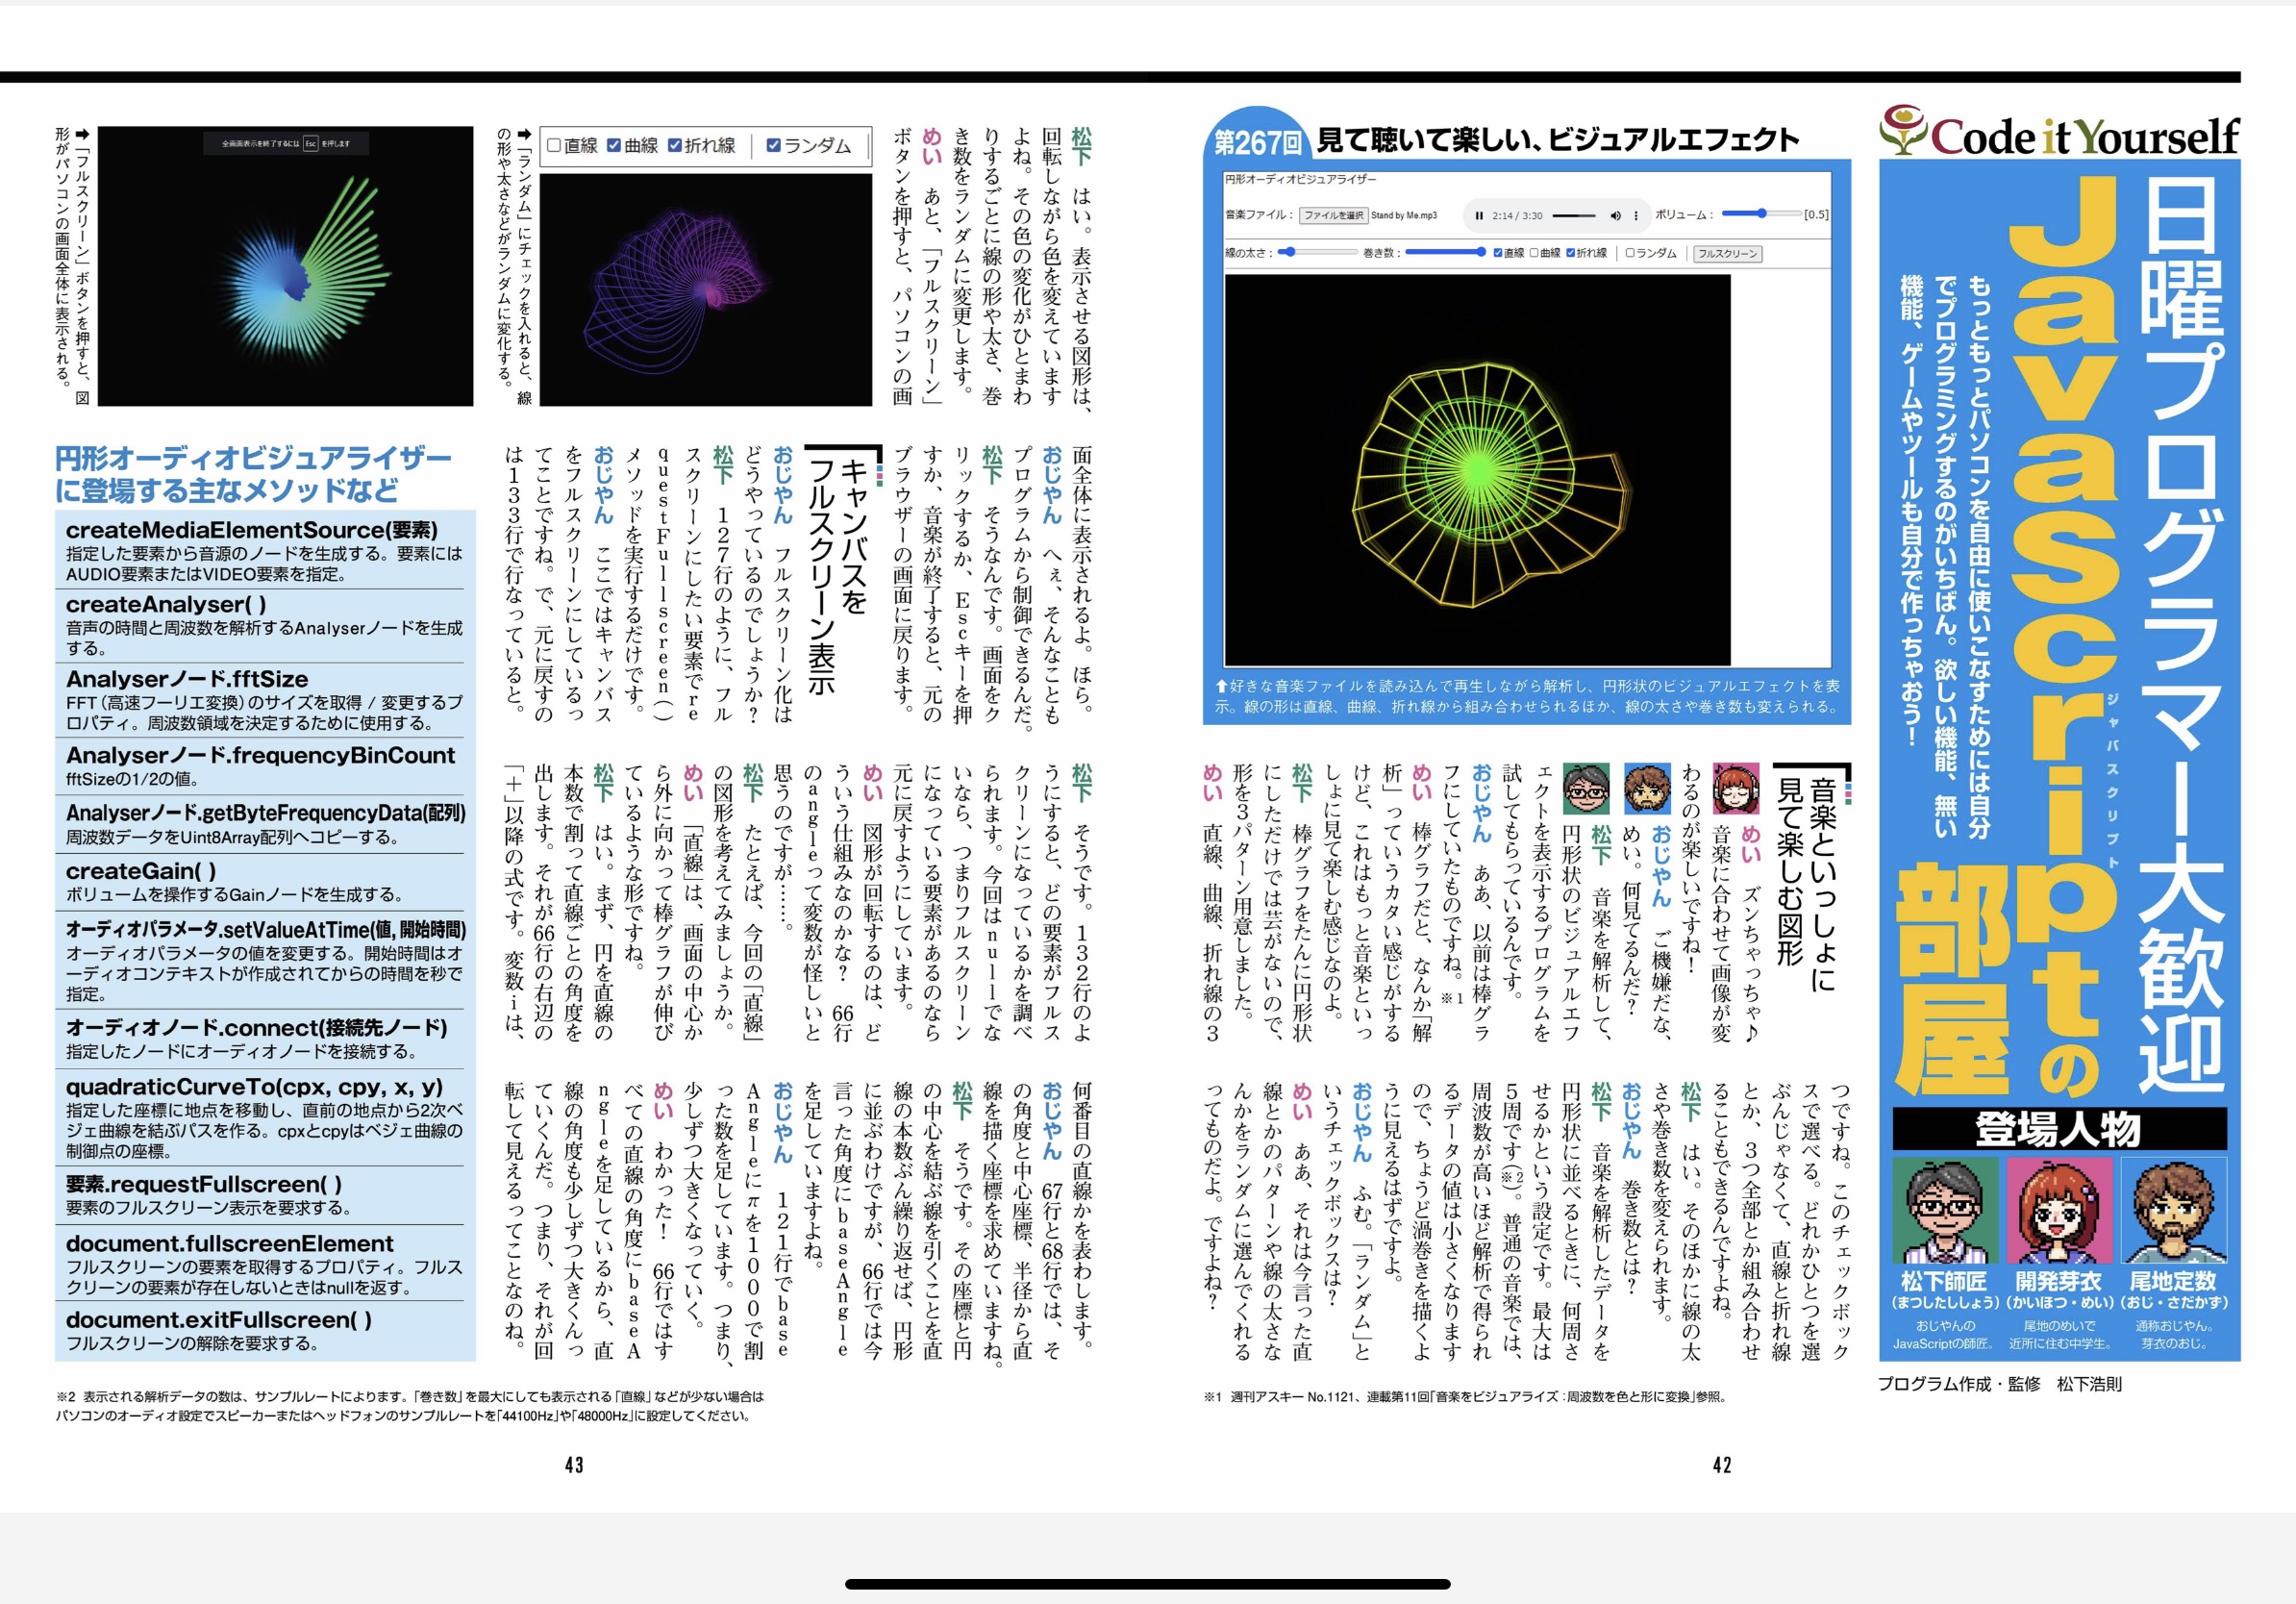 Code it Yourself
日曜プログラマー大歓迎
JavaScriptの部屋
ジャバスクリプト
もっともっとパソコンを自由に使いこなすためには自分
でプログラミングするのがいちばん。欲しい機能、無い
機能、ゲームやツールも自分で作っちゃおう！
登場人物
松下師匠
(まつしたししょう)
おじゃんの
JavaScriptの師匠。
開発芽衣
(かいほつ・めい)
尾地のめいで
近所に住む中学生。
尾地定数
(おじ・さだかず)
通称おじゃん。
芽衣のおじ。
プログラム作成・監修　松下浩則
第267回 見て聴いて楽しい、ビジュアルエフェクト
円形オーディオビジュアライザー
音楽ファイル： ファイルを選択 Stand by Me.mp3 2:14 / 3:30 ボリューム： [0.5]
線の太さ： 巻き数： 直線 曲線 折れ線 ランダム フルスクリーン
⬆好きな音楽ファイルを読み込んで再生しながら解析し、円形状のビジュアルエフェクトを表
示。線の形は直線、曲線、折れ線から組み合わせられるほか、線の太さや巻き数も変えられる。
音楽といっしょに
見て楽しむ図形
めい　ズンちゃっちゃ♪
音楽に合わせて画像が変
わるのが楽しいですね！
おじゃん　ご機嫌だな、
めい。何見てるんだ？
松下　音楽を解析して、
円形状のビジュアルエフ
ェクトを表示するプログラムを
試してもらっているんです。
おじゃん　ああ、以前は棒グラ
フにしていたものですね。※1
めい　棒グラフだと、なんか「解
析」っていうカタい感じがする
けど、これはもっと音楽といっ
しょに見て楽しむ感じなのよ。
松下　棒グラフをたんに円形状
にしただけでは芸がないので、
形を3パターン用意しました。
めい　直線、曲線、折れ線の3
つですね。このチェックボック
スで選べる。どれかひとつを選
ぶんじゃなくて、直線と折れ線
とか、3つ全部とか組み合わせ
ることもできるんですよね。
松下　はい。そのほかに線の太
さや巻き数を変えられます。
おじゃん　巻き数とは？
松下　音楽を解析したデータを
円形状に並べるときに、何周さ
せるかという設定です。最大は
5周です(※2)。普通の音楽では、
周波数が高いほど解析で得られ
るデータの値は小さくなります
ので、ちょうど渦巻きを描くよ
うに見えるはずですよ。
おじゃん　ふむ。「ランダム」と
いうチェックボックスは？
めい　ああ、それは今言った直
線とかのパターンや線の太さな
んかをランダムに選んでくれる
ってものだよ。ですよね？
※1 週刊アスキー No.1121、連載第11回「音楽をビジュアライズ：周波数を色と形に変換」参照。
42
松下　はい。表示させる図形は、
回転しながら色を変えています
よね。その色の変化がひとまわ
りするごとに線の形や太さ、巻
き数をランダムに変更します。
めい　あと、「フルスクリーン」
ボタンを押すと、パソコンの画
直線 曲線 折れ線 ランダム
➡「ランダム」にチェックを入れると、線
の形や太さなどがランダムに変化する。
全画面表示を終了するには Esc を押します
➡「フルスクリーン」ボタンを押すと、図
形がパソコンの画面全体に表示される。
面全体に表示されるよ。ほら。
おじゃん　へぇ、そんなことも
プログラムから制御できるんだ。
松下　そうなんです。画面をク
リックするか、Escキーを押
すか、音楽が終了すると、元の
ブラウザーの画面に戻ります。
キャンバスを
フルスクリーン表示
おじゃん　フルスクリーン化は
どうやっているのでしょうか？
松下　127行のように、フル
スクリーンにしたい要素でre
questFullscreen()
メソッドを実行するだけです。
おじゃん　ここではキャンバス
をフルスクリーンにしているっ
てことですね。で、元に戻すの
は133行で行なっていると。
松下　そうです。132行のよ
うにすると、どの要素がフルス
クリーンになっているかを調べ
られます。今回はnullでな
いなら、つまりフルスクリーン
になっている要素があるのなら
元に戻すようにしています。
めい　図形が回転するのは、ど
ういう仕組みなのかな？　66行
のangleって変数が怪しいと
思うのですが……。
松下　たとえば、今回の「直線」
の図形を考えてみましょうか。
めい　「直線」は、画面の中心か
ら外に向かって棒グラフが伸び
ているような形ですね。
松下　はい。まず、円を直線の
本数で割って直線ごとの角度を
出します。それが66行の右辺の
「＋」以降の式です。変数iは、
何番目の直線かを表わします。
おじゃん　67行と68行では、そ
の角度と中心座標、半径から直
線を描く座標を求めていますね。
松下　そうです。その座標と円
の中心を結ぶ線を引くことを直
線の本数ぶん繰り返せば、円形
に並ぶわけですが、66行では今
言った角度にbaseAngle
を足していますよね。
おじゃん　121行でbase
Angleにπを1000で割
った数を足しています。つまり、
少しずつ大きくなっていく。
めい　わかった！　66行ではす
べての直線の角度にbaseA
ngleを足しているから、直
線の角度も少しずつ大きくなっ
ていくんだ。つまり、それが回
転して見えるってことなのね。
円形オーディオビジュアライザー
に登場する主なメソッドなど
createMediaElementSource(要素)
指定した要素から音源のノードを生成する。要素には
AUDIO要素またはVIDEO要素を指定。
createAnalyser( )
音声の時間と周波数を解析するAnalyserノードを生成
する。
Analyserノード.fftSize
FFT（高速フーリエ変換）のサイズを取得 / 変更するプ
ロパティ。周波数領域を決定するために使用する。
Analyserノード.frequencyBinCount
fftSizeの1/2の値。
Analyserノード.getByteFrequencyData(配列)
周波数データをUint8Array配列へコピーする。
createGain( )
ボリュームを操作するGainノードを生成する。
オーディオパラメータ.setValueAtTime(値, 開始時間)
オーディオパラメータの値を変更する。開始時間はオ
ーディオコンテキストが作成されてからの時間を秒で
指定。
オーディオノード.connect(接続先ノード)
指定したノードにオーディオノードを接続する。
quadraticCurveTo(cpx, cpy, x, y)
指定した座標に地点を移動し、直前の地点から2次ベ
ジェ曲線を結ぶパスを作る。cpxとcpyはベジェ曲線の
制御点の座標。
要素.requestFullscreen( )
要素のフルスクリーン表示を要求する。
document.fullscreenElement
フルスクリーンの要素を取得するプロパティ。フルス
クリーンの要素が存在しないときはnullを返す。
document.exitFullscreen( )
フルスクリーンの解除を要求する。
※2 表示される解析データの数は、サンプルレートによります。「巻き数」を最大にしても表示される「直線」などが少ない場合は
パソコンのオーディオ設定でスピーカーまたはヘッドフォンのサンプルレートを「44100Hz」や「48000Hz」に設定してください。
43